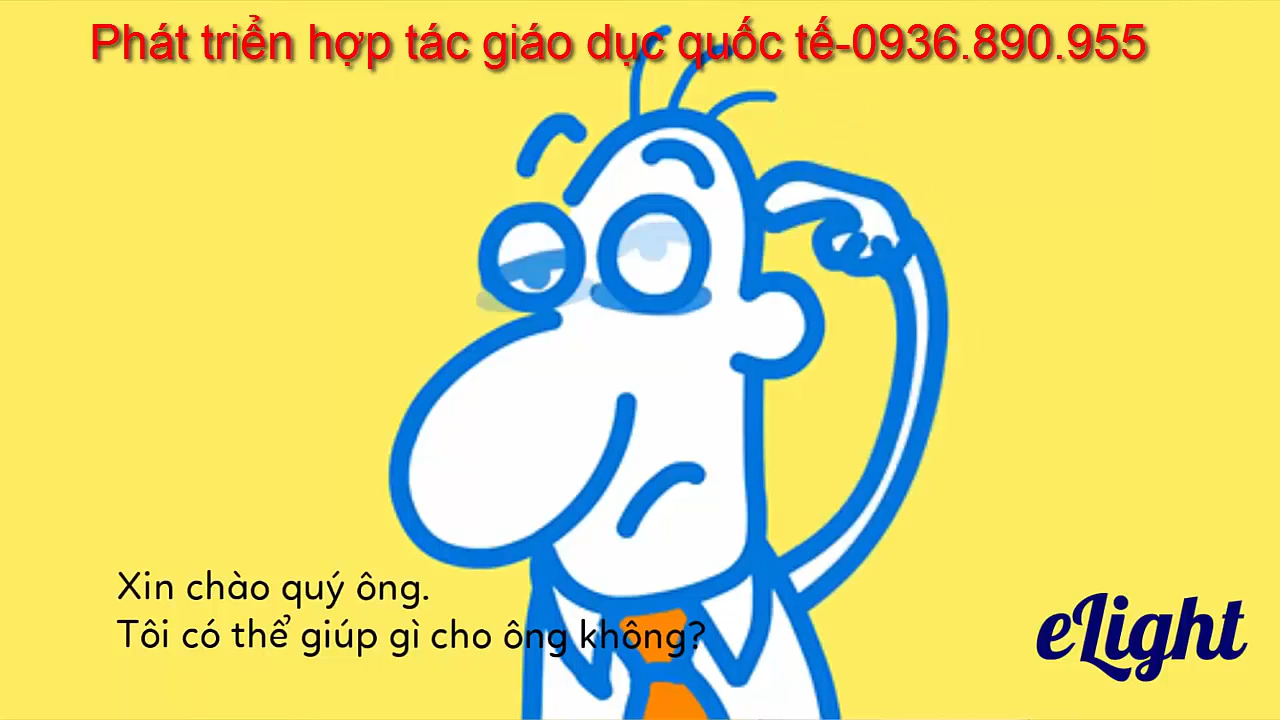 Phát triển hợp tác giáo dục quốc tế-0936.890.955
Xin chào quý ông.
Tôi có thể giúp gì cho ông không?
eLight